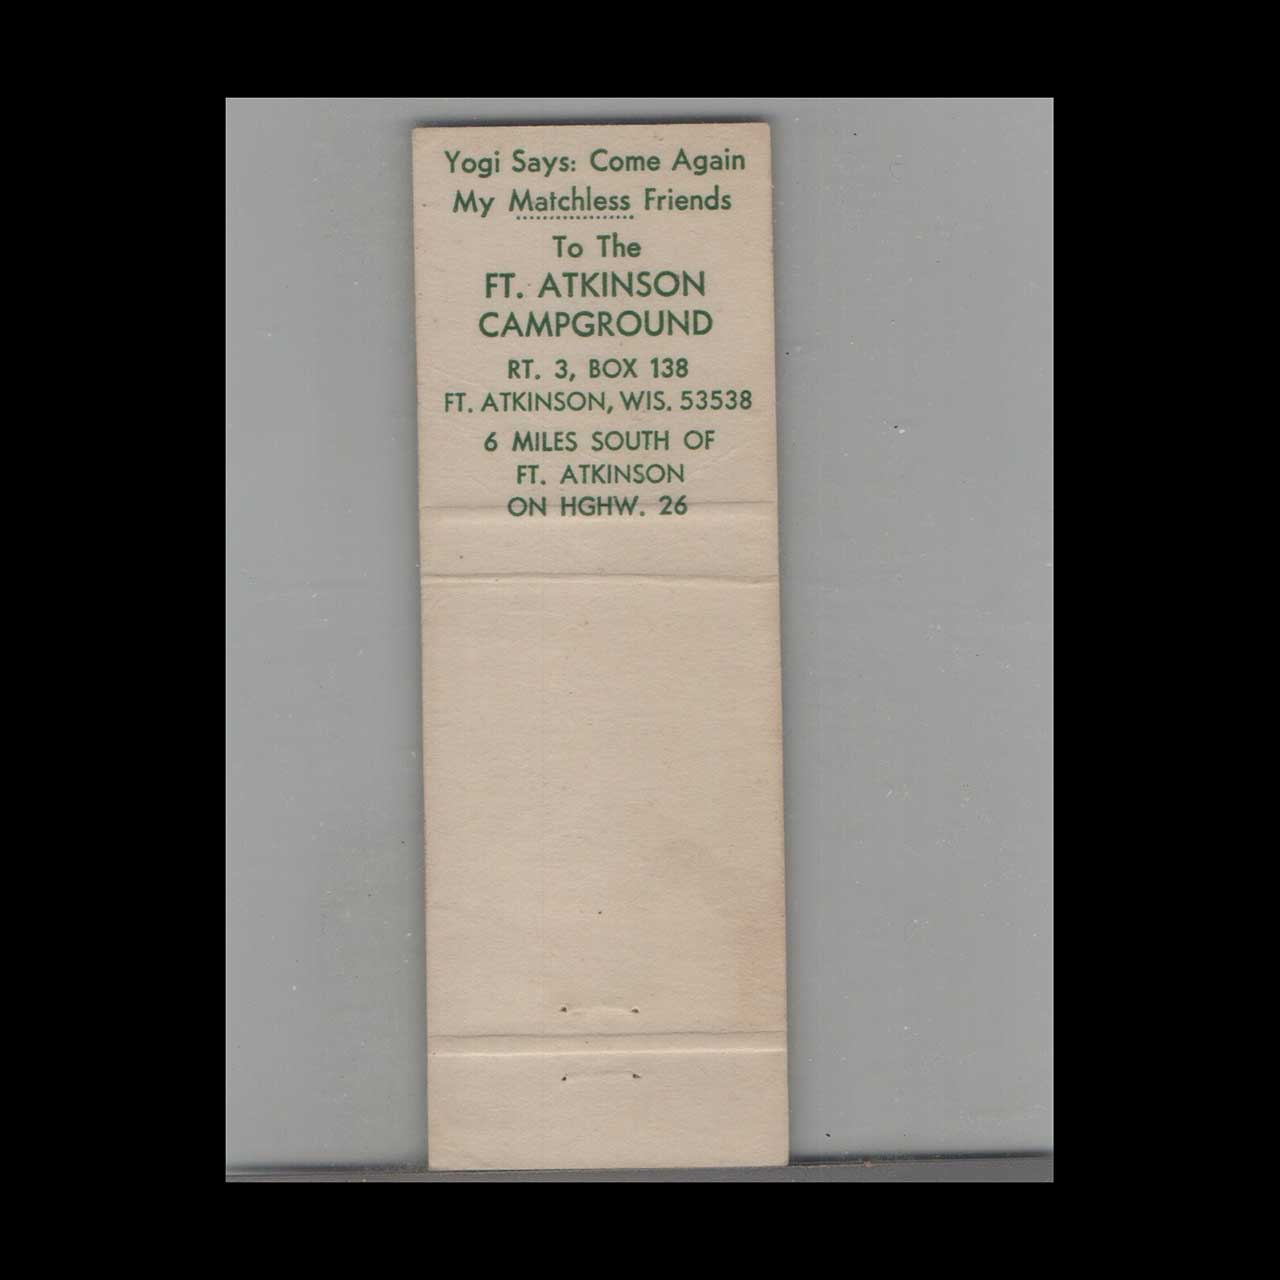 Yogi Says: Come Again
My Matchless Friends
To The
FT. ATKINSON
CAMPGROUND
RT. 3, BOX 138
FT. ATKINSON, WIS. 53538
6 MILES SOUTH OF
FT. ATKINSON
ON HGHW. 26